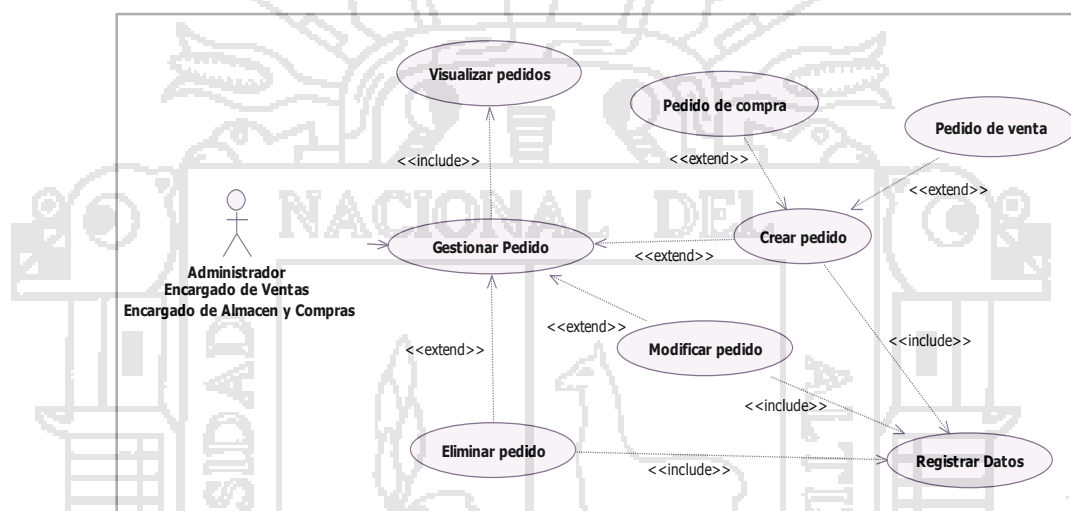 Visualizar pedidos
Pedido de compra
Pedido de venta
<<include>>
<<extend>>
<<extend>>
NACIONAL DEL
Crear pedido
Gestionar Pedido
<<extend>>
Administrador
Encargado de Ventas
Encargado de Almacen y Compras
<<extend>>
<<extend>>
Modificar pedido
<<include>>
<<include>>
Eliminar pedido
Registrar Datos
<<include>>
SIDAD